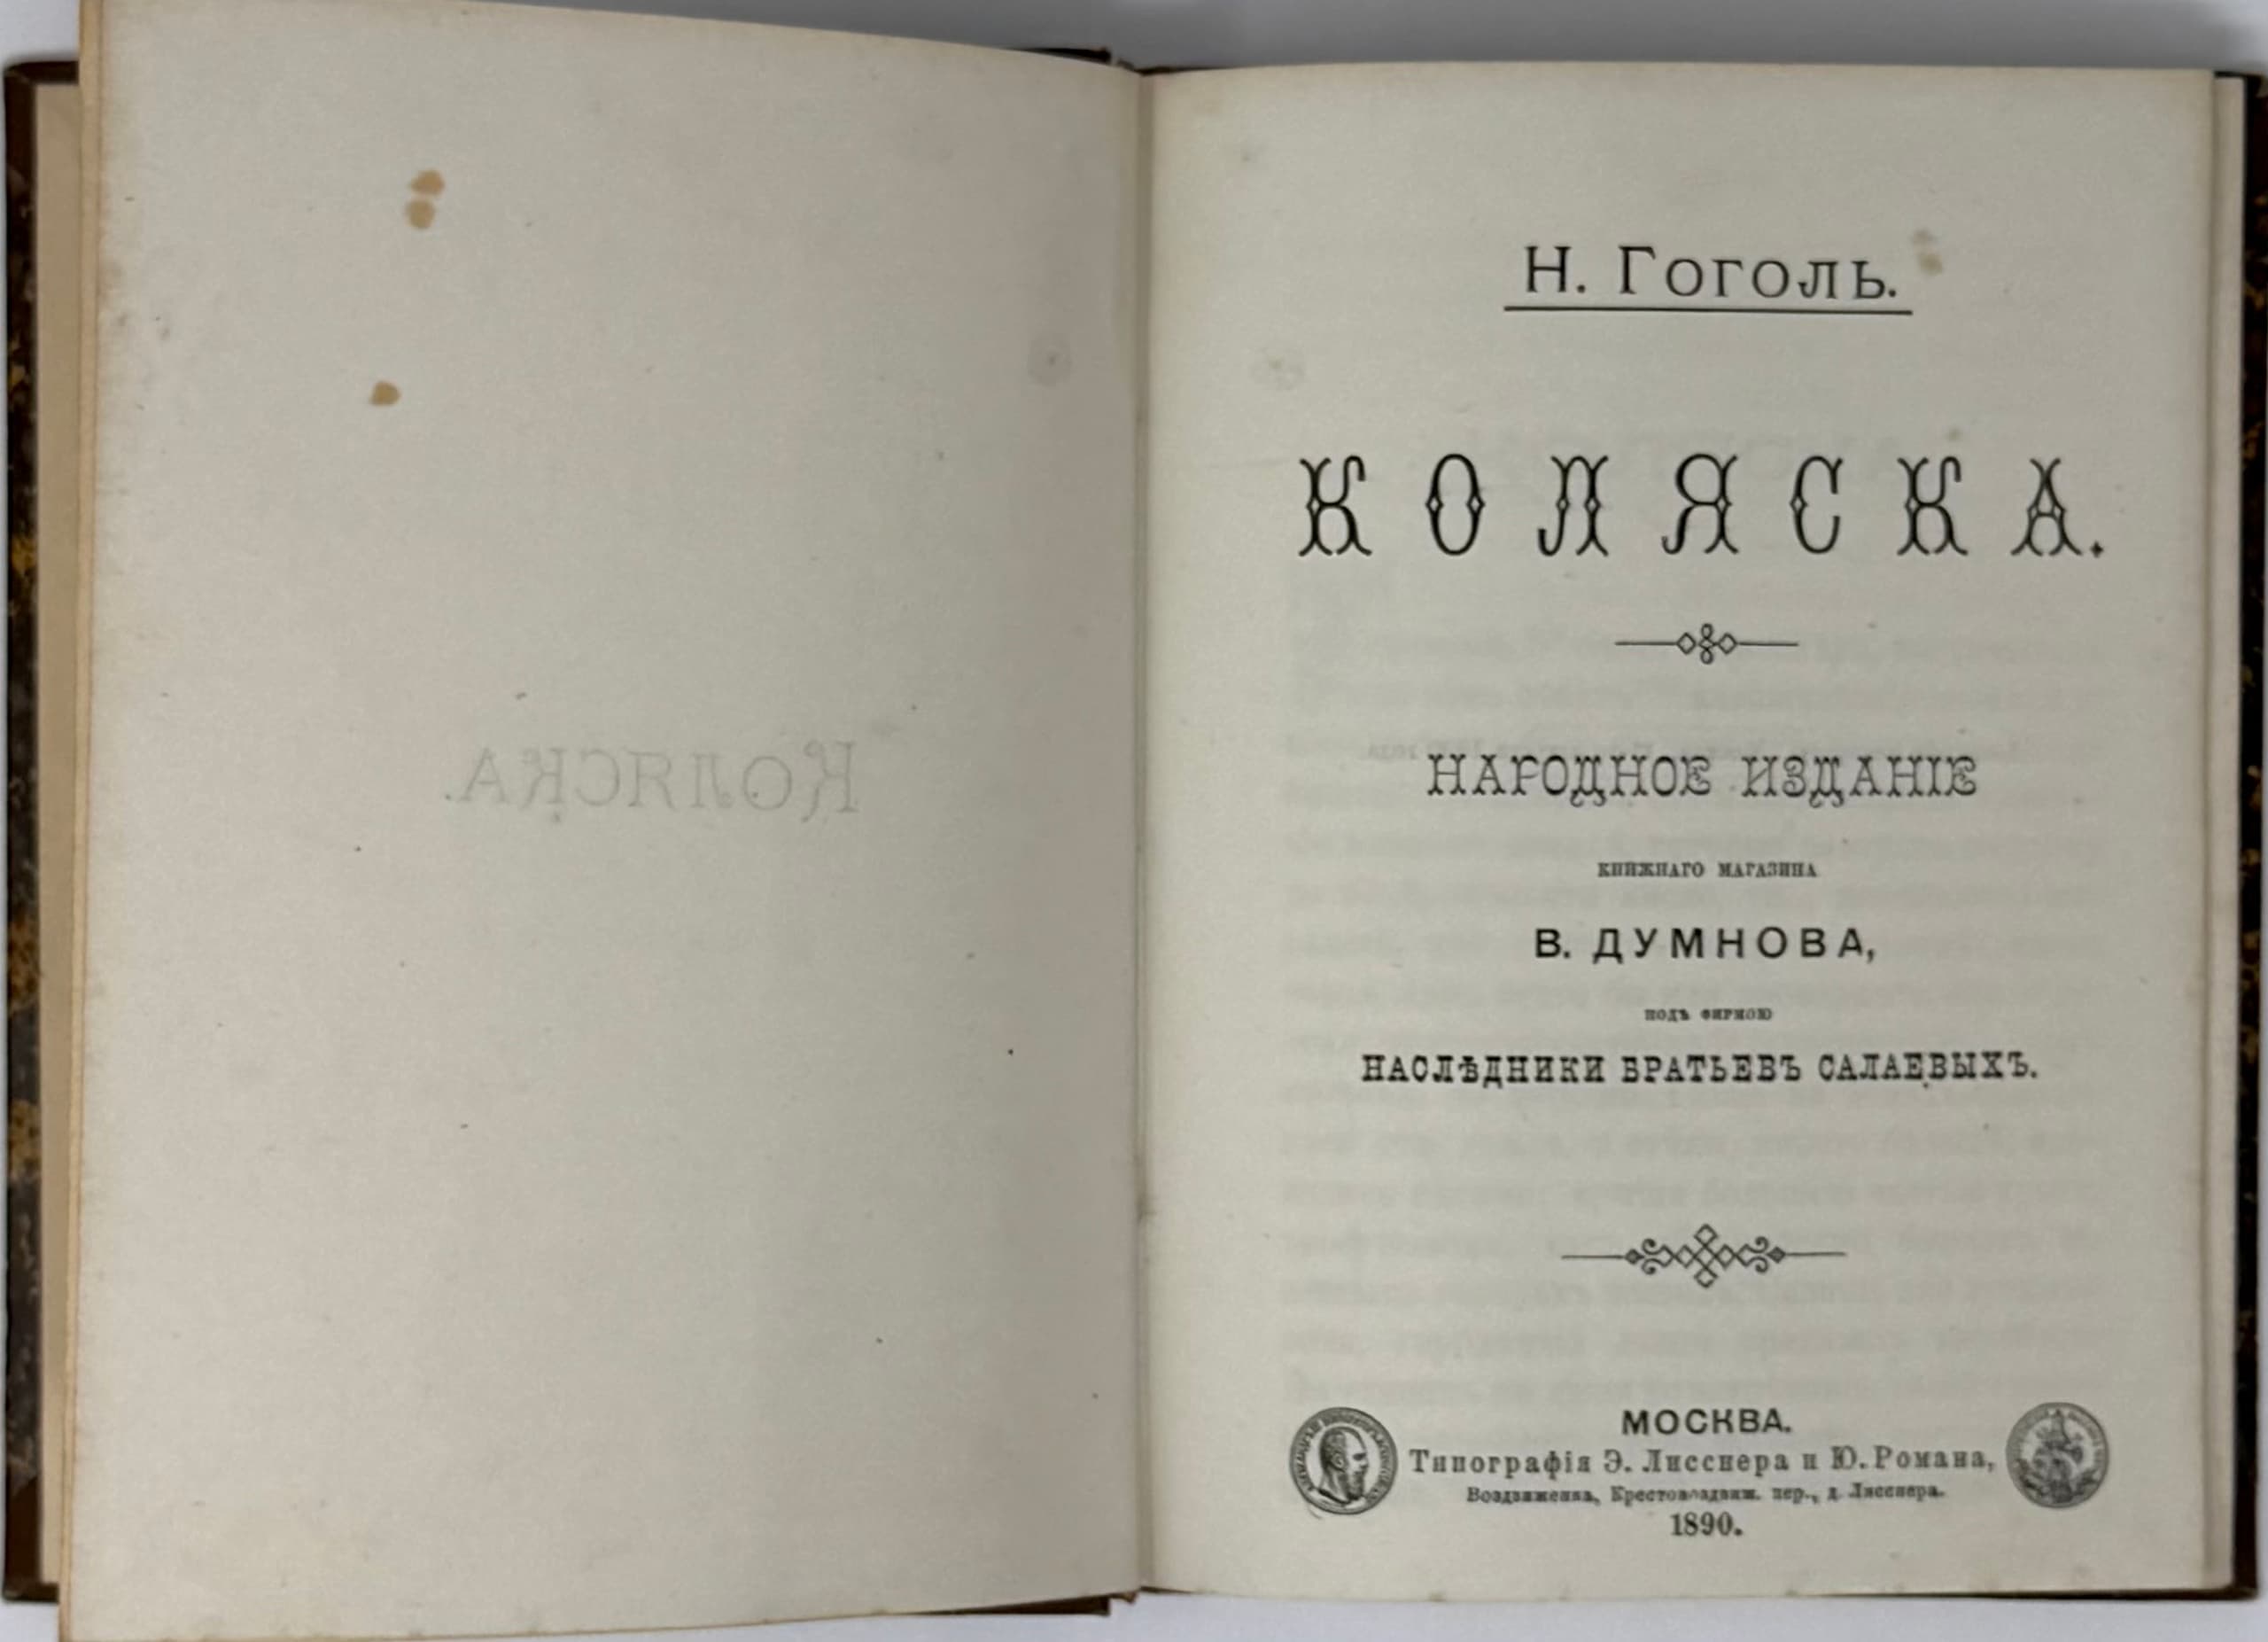 Коляска.
Н. Гоголь.
КОЛЯСКА.
НАРОДНОЕ ИЗДАНІЕ
КНИЖНАГО МАГАЗИНА
В. ДУМНОВА,
ПОДЪ ФИРМОЮ
НАСЛѢДНИКИ БРАТЬЕВЪ САЛАЕВЫХЪ.
МОСКВА.
Типографія Э. Лисснера и Ю. Романа,
Воздвиженка, Крестовоздвиж. пер., д. Лисснера.
1890.